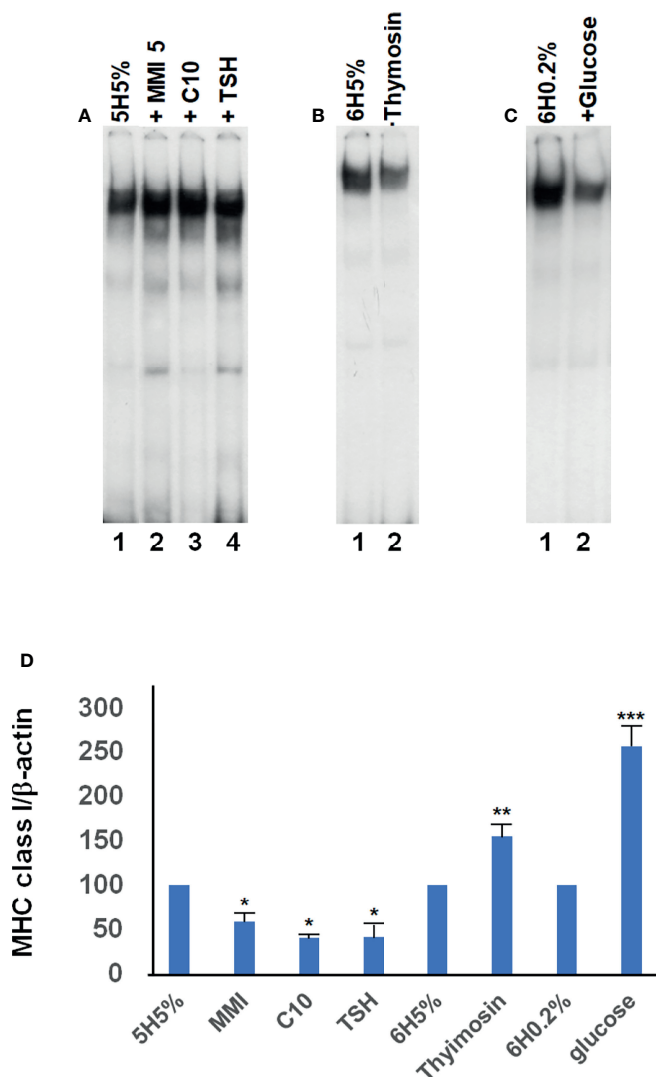 A
5H5%
+ MMI 5
+ C10
+ TSH
B
6H5%
-Thymosin
C
6H0.2%
+Glucose
1 2 3 4
1 2
1 2
D
MHC class I/β-actin
300
250
200
150
100
50
0
*
*
*
**
***
5H5%
MMI
C10
TSH
6H5%
Thyimosin
6H0.2%
glucose